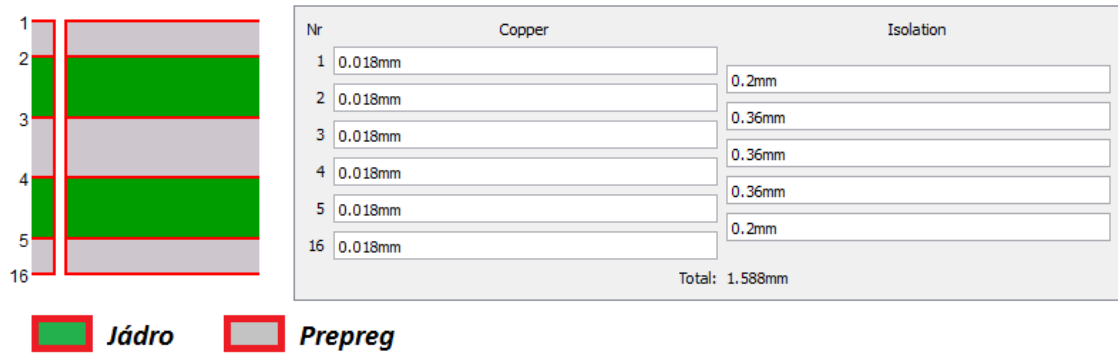 1
2
3
4
5
16
Nr Copper Isolation
1 0.018mm
0.2mm
2 0.018mm
0.36mm
3 0.018mm
0.36mm
4 0.018mm
0.36mm
5 0.018mm
0.2mm
16 0.018mm
Total: 1.588mm
Jádro Prepreg